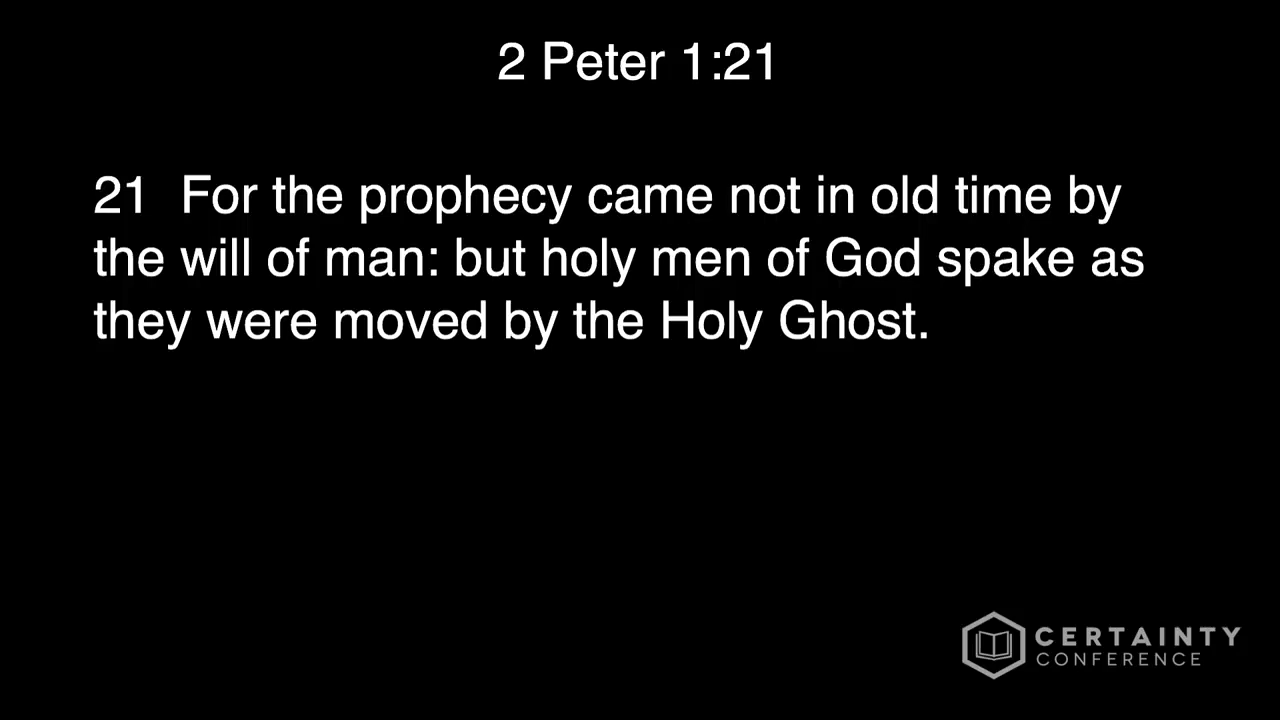 2 Peter 1:21
21 For the prophecy came not in old time by
the will of man: but holy men of God spake as
they were moved by the Holy Ghost.
CERTAINTY
CONFERENCE